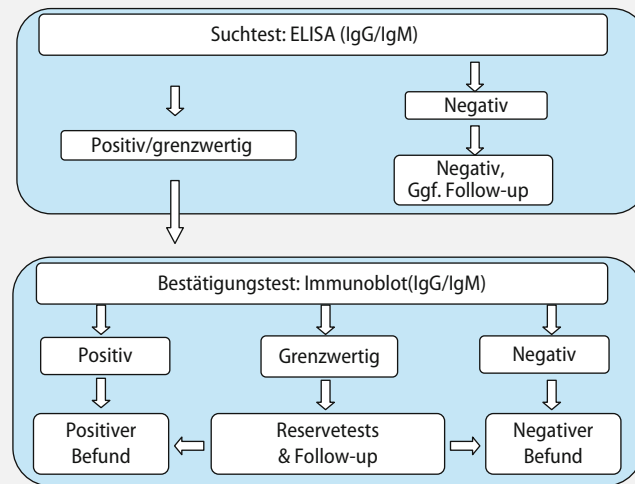 Suchtest: ELISA (IgG/IgM)
Negativ
Positiv/grenzwertig
Negativ,
Ggf. Follow-up
Bestätigungstest: Immunoblot(IgG/IgM)
Positiv
Grenzwertig
Negativ
Positiver
Befund
Reservetests
& Follow-up
Negativer
Befund